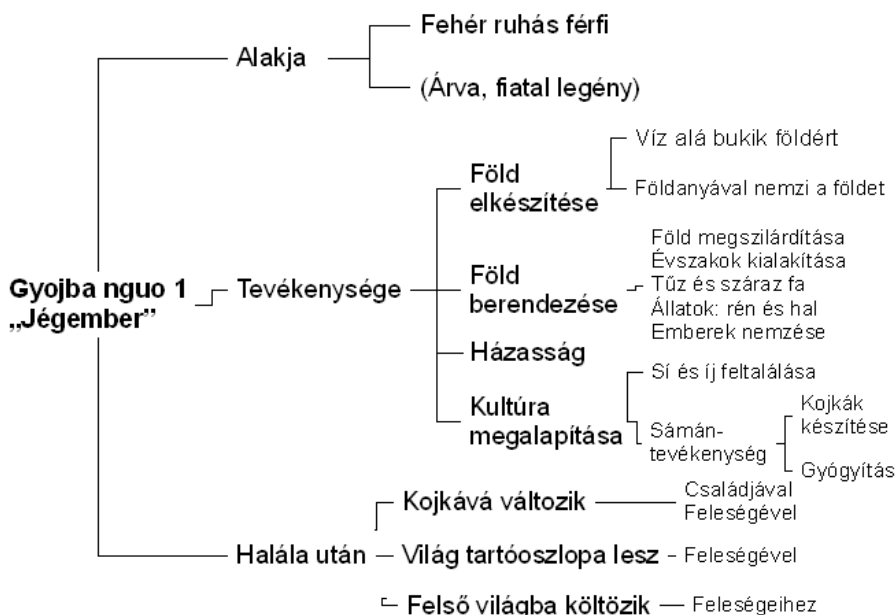 Gyojba nguo 1
„Jégember”
Alakja
Fehér ruhás férfi
(Árva, fiatal legény)
Tevékenysége
Föld
elkészítése
Víz alá bukik földért
Földanyával nemzi a földet
Föld
berendezése
Föld megszilárdítása
Évszakok kialakítása
Tűz és száraz fa
Állatok: rén és hal
Emberek nemzése
Házasság
Kultúra
megalapítása
Sí és íj feltalálása
Sámán-
tevékenység
Kojkák
készítése
Gyógyítás
Halála után
Kojkává változik
Családjával
Feleségével
Világ tartóoszlopa lesz
Feleségével
Felső világba költözik
Feleségeihez